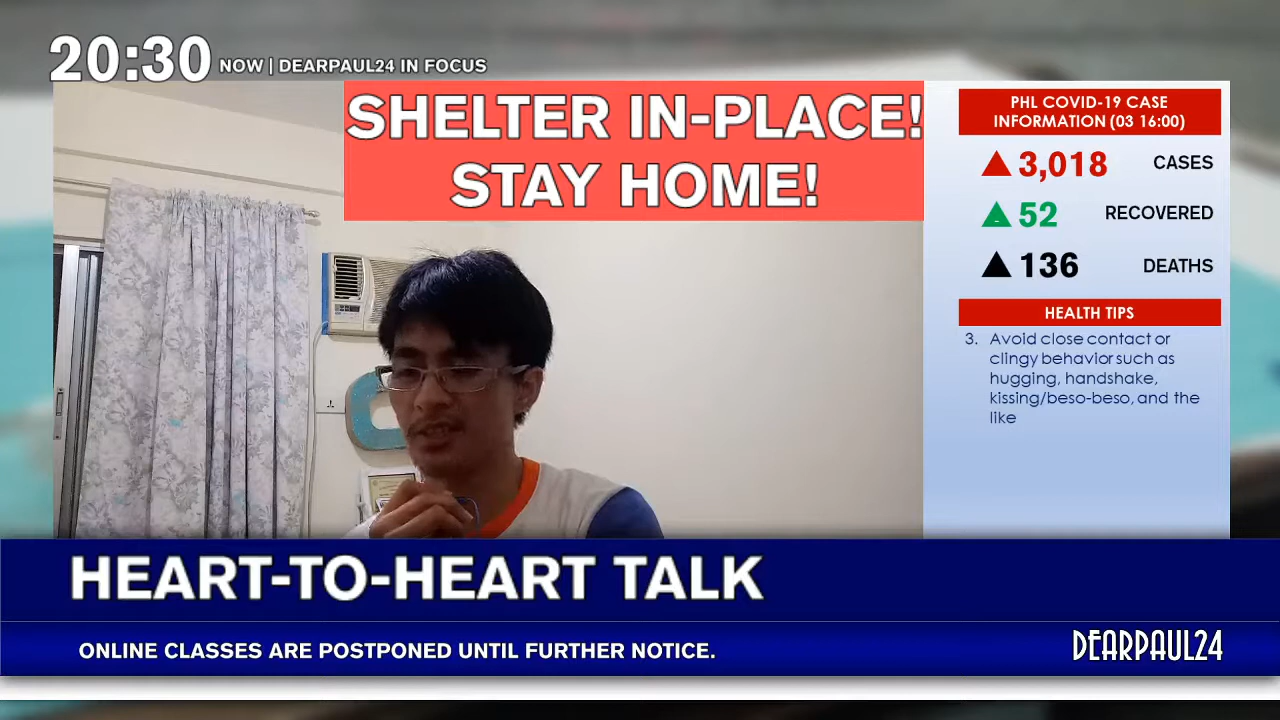 20:30 NOW | DEARPAUL24 IN FOCUS
SHELTER IN-PLACE!
STAY HOME!
PHL COVID-19 CASE
INFORMATION (03 16:00)
3,018 CASES
52 RECOVERED
136 DEATHS
HEALTH TIPS
3. Avoid close contact or
clingy behavior such as
hugging, handshake,
kissing/beso-beso, and the
like
HEART-TO-HEART TALK
ONLINE CLASSES ARE POSTPONED UNTIL FURTHER NOTICE.
DEARPAUL24